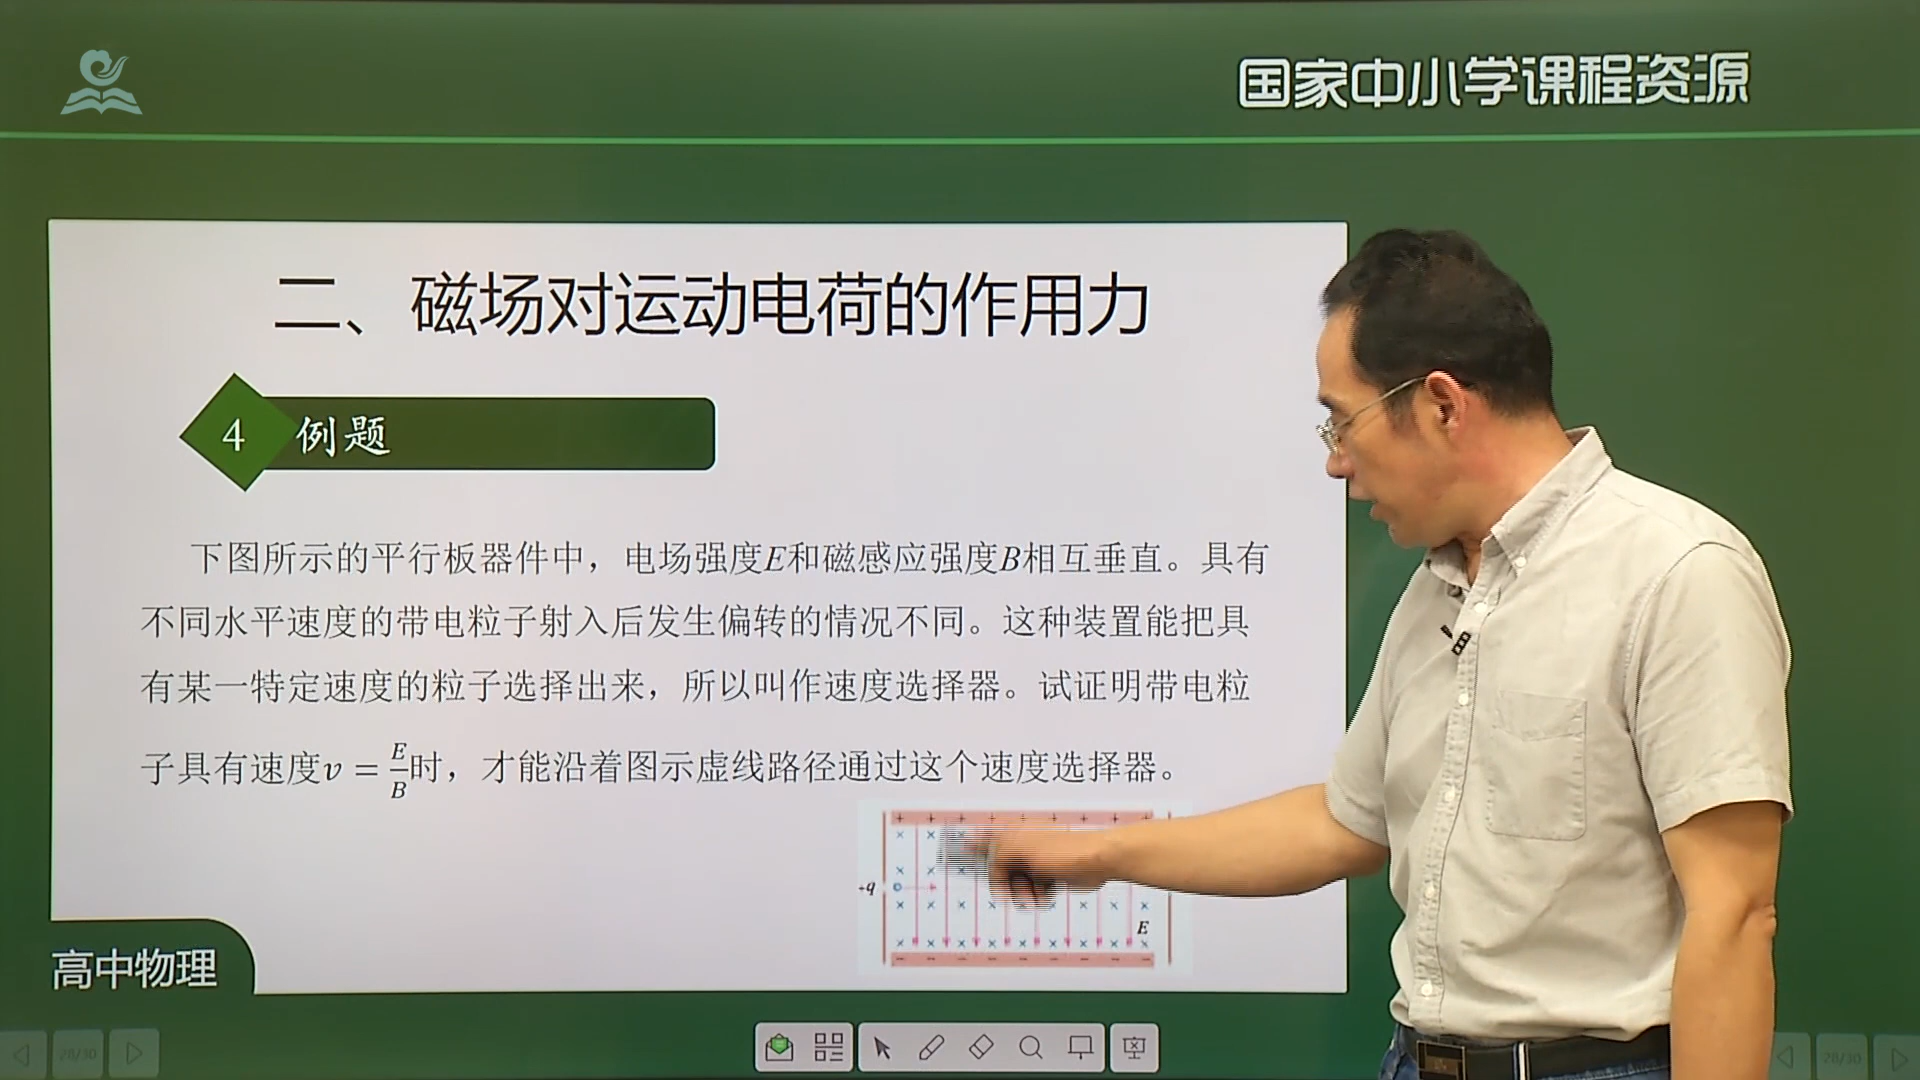 国家中小学课程资源
二、磁场对运动电荷的作用力
4 例题
下图所示的平行板器件中，电场强度E和磁感应强度B相互垂直。具有
不同水平速度的带电粒子射入后发生偏转的情况不同。这种装置能把具
有某一特定速度的粒子选择出来，所以叫作速度选择器。试证明带电粒
子具有速度v = E/B时，才能沿着图示虚线路径通过这个速度选择器。
+q
E
高中物理
28/30
28/30